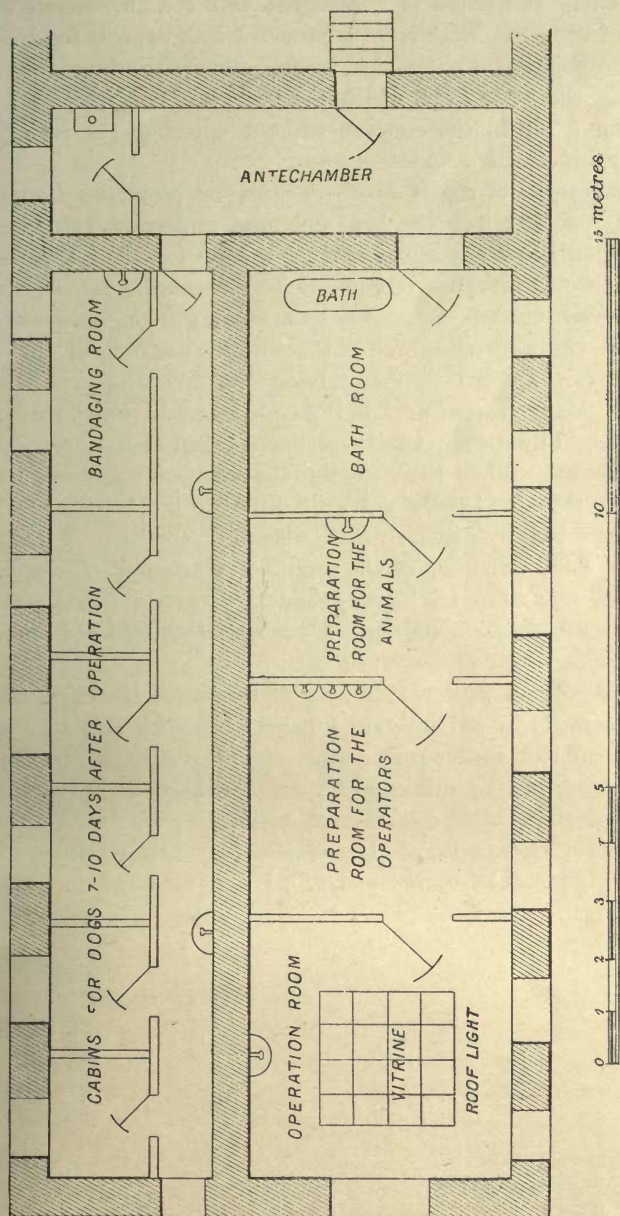 ANTECHAMBER
BANDAGING ROOM
CABINS FOR DOGS 7-10 DAYS AFTER OPERATION
BATH
BATH ROOM
PREPARATION
ROOM FOR THE
ANIMALS
PREPARATION
ROOM FOR THE
OPERATORS
OPERATION ROOM
VITRINE
ROOF LIGHT
0 1 2 3 5 10 15 metres